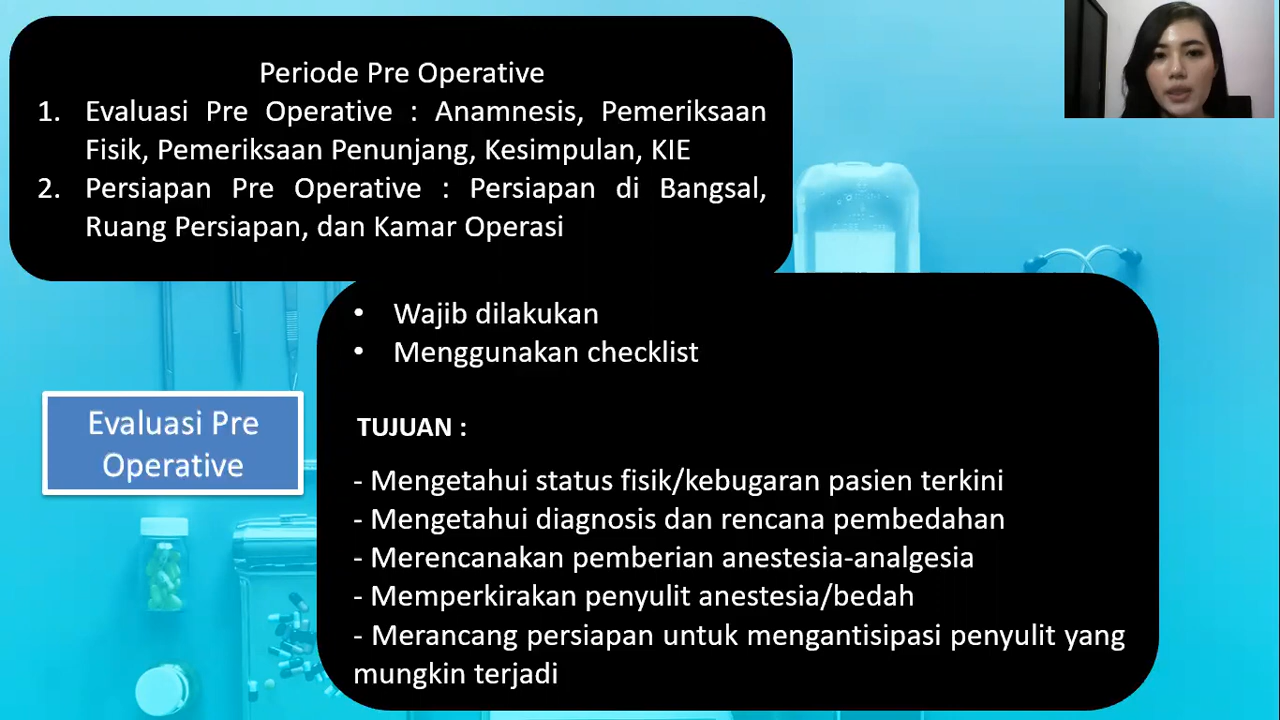 Periode Pre Operative
1. Evaluasi Pre Operative : Anamnesis, Pemeriksaan
Fisik, Pemeriksaan Penunjang, Kesimpulan, KIE
2. Persiapan Pre Operative : Persiapan di Bangsal,
Ruang Persiapan, dan Kamar Operasi
• Wajib dilakukan
• Menggunakan checklist
Evaluasi Pre
Operative
TUJUAN :
- Mengetahui status fisik/kebugaran pasien terkini
- Mengetahui diagnosis dan rencana pembedahan
- Merencanakan pemberian anestesia-analgesia
- Memperkirakan penyulit anestesia/bedah
- Merancang persiapan untuk mengantisipasi penyulit yang
mungkin terjadi